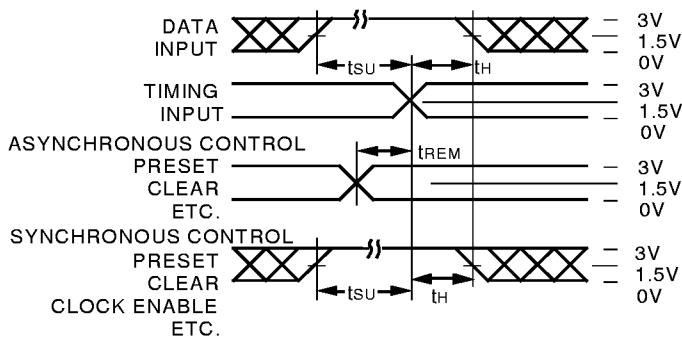 DATA INPUT
3V
1.5V
0V
tSU
tH
TIMING INPUT
3V
1.5V
0V
ASYNCHRONOUS CONTROL
tREM
PRESET
CLEAR
ETC.
3V
1.5V
0V
SYNCHRONOUS CONTROL
PRESET
CLEAR
CLOCK ENABLE
ETC.
3V
1.5V
0V
tSU
tH